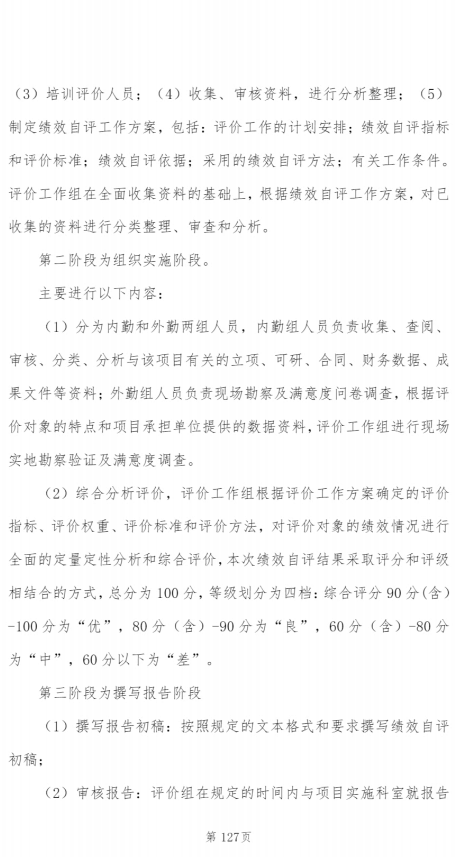 （3）培训评价人员；（4）收集、审核资料，进行分析整理；（5）
制定绩效自评工作方案，包括：评价工作的计划安排；绩效自评指标
和评价标准；绩效自评依据；采用的绩效自评方法；有关工作条件。
评价工作组在全面收集资料的基础上，根据绩效自评工作方案，对已
收集的资料进行分类整理、审查和分析。
第二阶段为组织实施阶段。
主要进行以下内容：
（1）分为内勤和外勤两组人员，内勤组人员负责收集、查阅、
审核、分类、分析与该项目有关的立项、可研、合同、财务数据、成
果文件等资料；外勤组人员负责现场勘察及满意度问卷调查，根据评
价对象的特点和项目承担单位提供的数据资料，评价工作组进行现场
实地勘察验证及满意度调查。
（2）综合分析评价，评价工作组根据评价工作方案确定的评价
指标、评价权重、评价标准和评价方法，对评价对象的绩效情况进行
全面的定量定性分析和综合评价，本次绩效自评结果采取评分和评级
相结合的方式，总分为100分，等级划分为四档：综合评分90分(含)
-100分为“优”，80分（含）-90分为“良”，60分（含）-80分
为“中”，60分以下为“差”。
第三阶段为撰写报告阶段
（1）撰写报告初稿：按照规定的文本格式和要求撰写绩效自评
初稿；
（2）审核报告：评价组在规定的时间内与项目实施科室就报告
第 127页